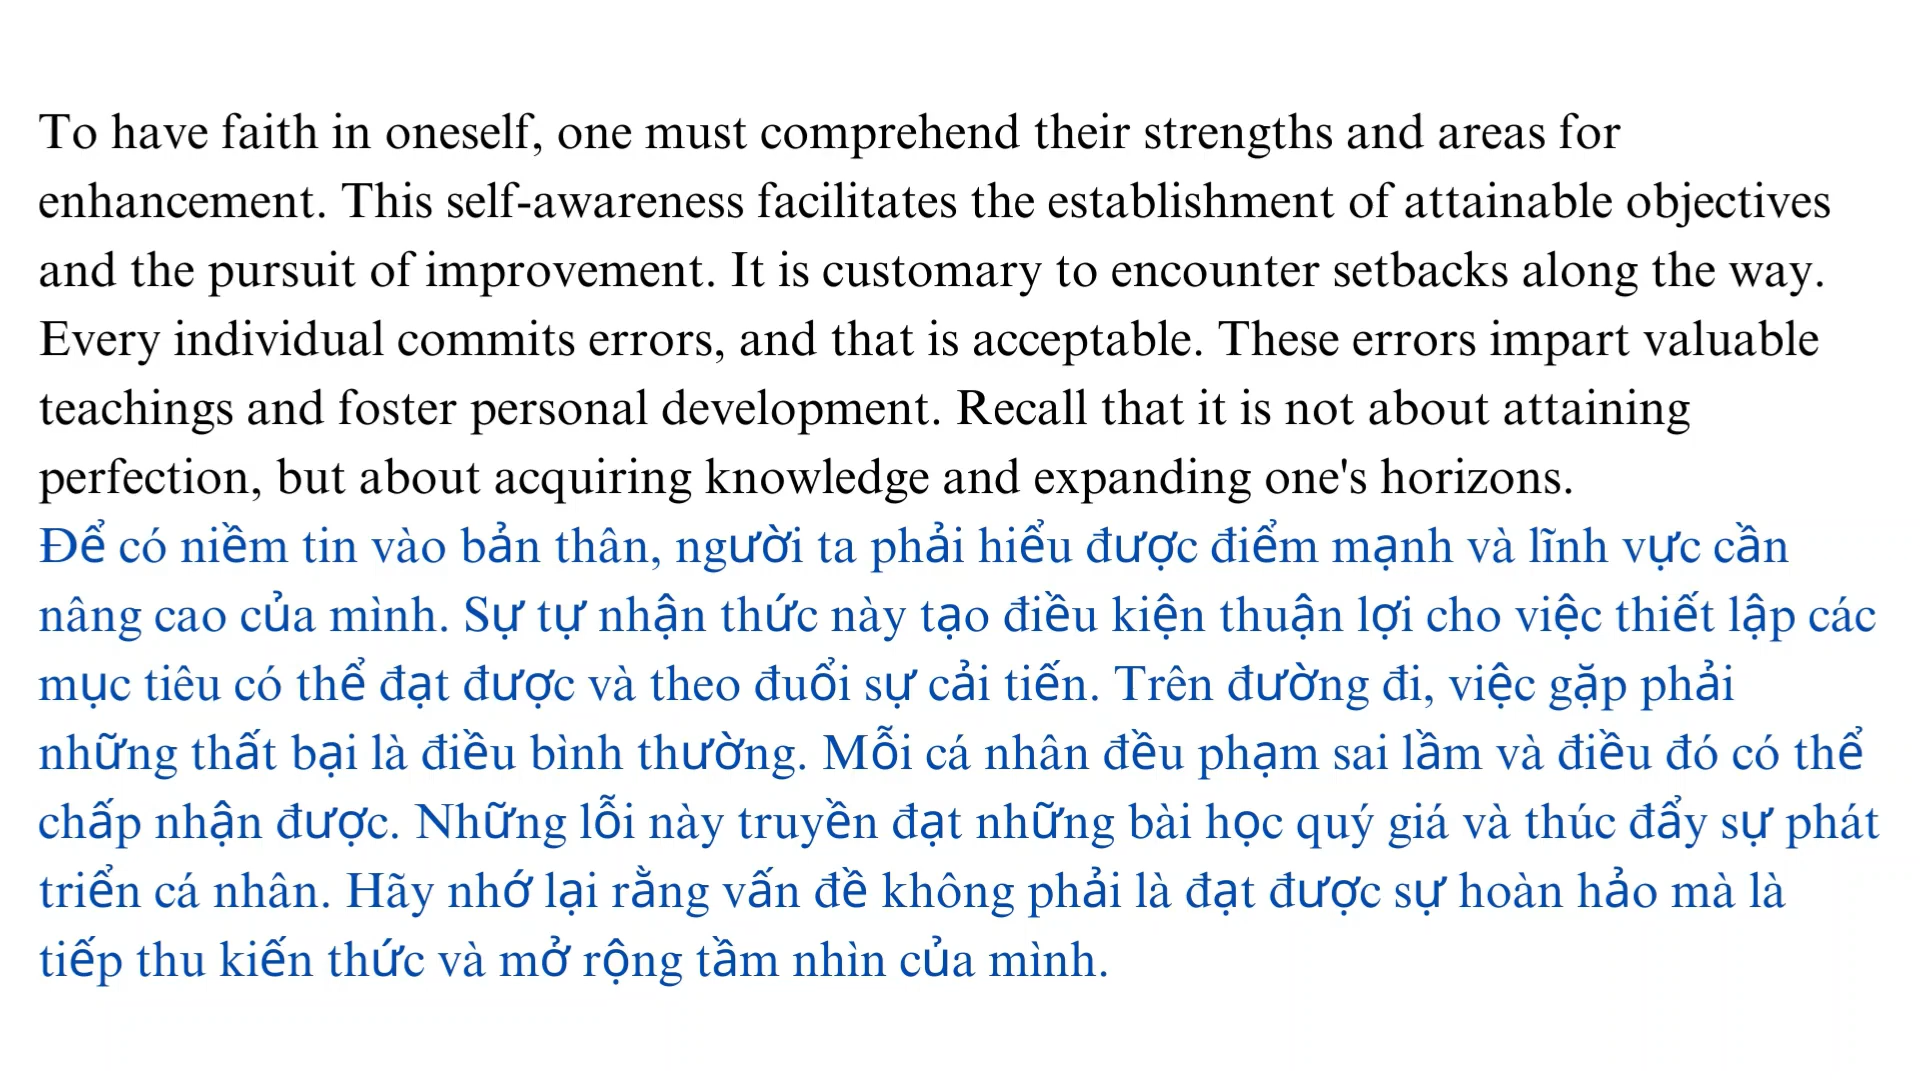 To have faith in oneself, one must comprehend their strengths and areas for
enhancement. This self-awareness facilitates the establishment of attainable objectives
and the pursuit of improvement. It is customary to encounter setbacks along the way.
Every individual commits errors, and that is acceptable. These errors impart valuable
teachings and foster personal development. Recall that it is not about attaining
perfection, but about acquiring knowledge and expanding one's horizons.
Để có niềm tin vào bản thân, người ta phải hiểu được điểm mạnh và lĩnh vực cần
nâng cao của mình. Sự tự nhận thức này tạo điều kiện thuận lợi cho việc thiết lập các
mục tiêu có thể đạt được và theo đuổi sự cải tiến. Trên đường đi, việc gặp phải
những thất bại là điều bình thường. Mỗi cá nhân đều phạm sai lầm và điều đó có thể
chấp nhận được. Những lỗi này truyền đạt những bài học quý giá và thúc đẩy sự phát
triển cá nhân. Hãy nhớ lại rằng vấn đề không phải là đạt được sự hoàn hảo mà là
tiếp thu kiến thức và mở rộng tầm nhìn của mình.